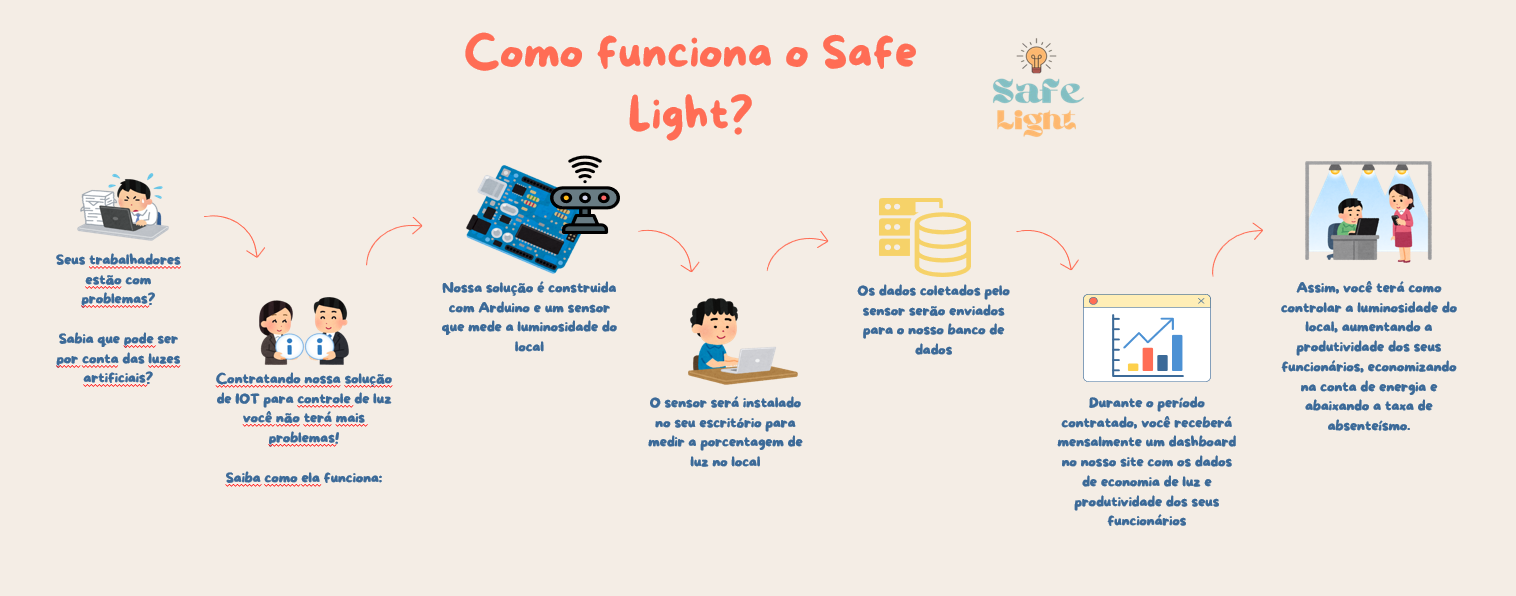 Como funciona o Safe
Light?
Safe
Light
Seus trabalhadores
estão com
problemas?
Sabia que pode ser
por conta das luzes
artificiais?
Contratando nossa solução
de IOT para controle de luz
você não terá mais
problemas!
Saiba como ela funciona:
Nossa solução é construida
com Arduino e um sensor
que mede a luminosidade do
local
O sensor será instalado
no seu escritório para
medir a porcentagem de
luz no local
Os dados coletados pelo
sensor serão enviados
para o nosso banco de
dados
Durante o período
contratado, você receberá
mensalmente um dashboard
no nosso site com os dados
de economia de luz e
produtividade dos seus
funcionários
Assim, você terá como
controlar a luminosidade do
local, aumentando a
produtividade dos seus
funcionários, economizando
na conta de energia e
abaixando a taxa de
absenteísmo.